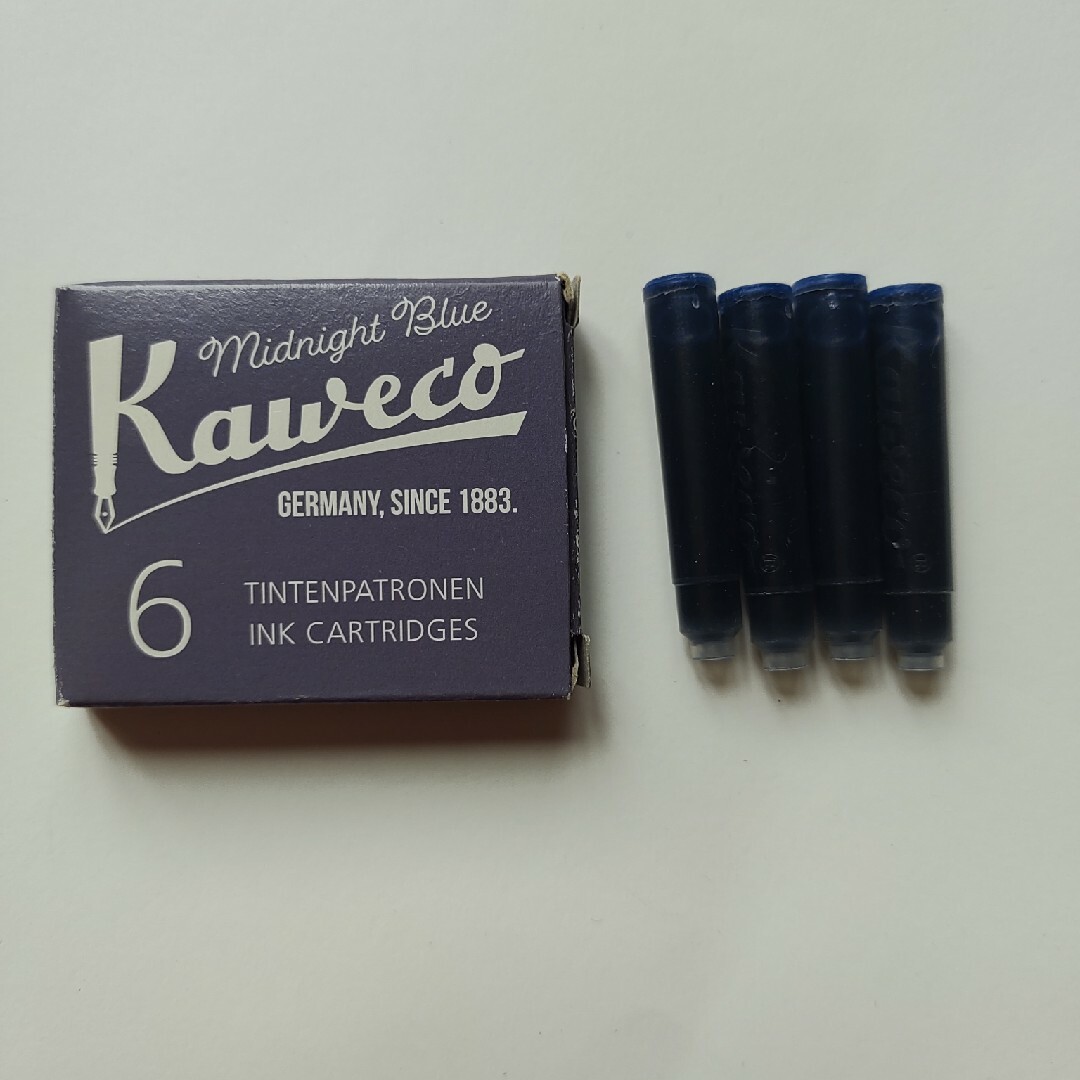 Midnight Blue
Kaweco
GERMANY, SINCE 1883.
6
TINTENPATRONEN
INK CARTRIDGES